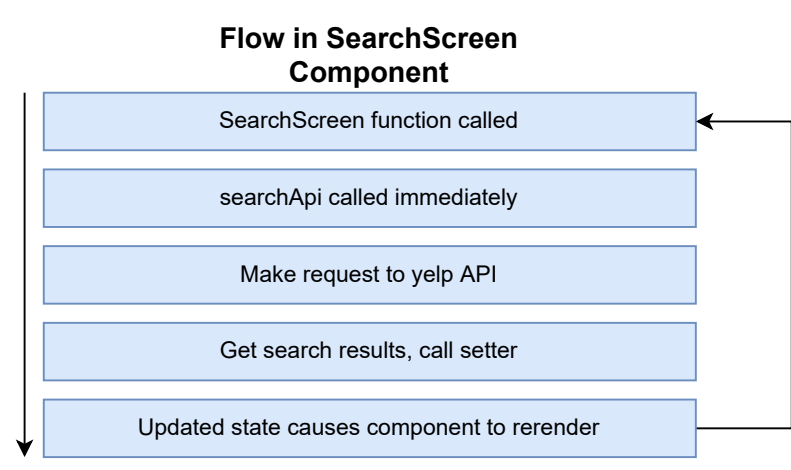 Flow in SearchScreen
Component
SearchScreen function called
searchApi called immediately
Make request to yelp API
Get search results, call setter
Updated state causes component to rerender